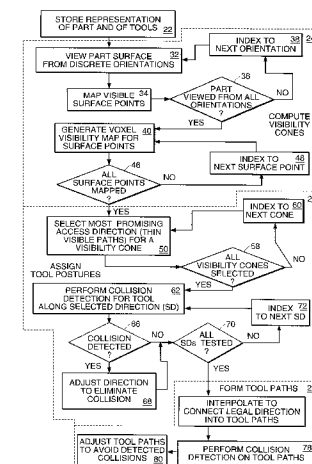 STORE REPRESENTATION
OF PART AND OF TOOLS 22
VIEW PART SURFACE 32
FROM DISCRETE ORIENTATIONS
INDEX TO 38
NEXT ORIENTATION
MAP VISIBLE 34
SURFACE POINTS
36
PART
VIEWED FROM ALL
ORIENTATIONS
?
NO
YES
COMPUTE
VISIBILITY
CONES
GENERATE VOXEL 40
VISIBILITY MAP FOR
SURFACE POINTS
46
ALL
SURFACE POINTS
MAPPED
?
NO
INDEX TO 48
NEXT SURFACE POINT
YES
SELECT MOST PROMISING
ACCESS DIRECTION (THIN
VISIBLE PATHS) FOR A
VISIBILITY CONE 50
INDEX TO 60
NEXT CONE
58
ALL
VISIBILITY CONES
SELECTED
?
NO
YES
ASSIGN
TOOL POSTURES
PERFORM COLLISION 62
DETECTION FOR TOOL
ALONG SELECTED DIRECTION (SD)
INDEX 72
TO NEXT SD
66
COLLISION
DETECTED
?
NO
YES
70
ALL
SDs TESTED
?
NO
YES
ADJUST DIRECTION
TO ELIMINATE
COLLISION 68
FORM TOOL PATHS
INTERPOLATE TO
CONNECT LEGAL DIRECTION
INTO TOOL PATHS
ADJUST TOOL PATHS
TO AVOID DETECTED
COLLISIONS 80
PERFORM COLLISION 78
DETECTION ON TOOL PATHS